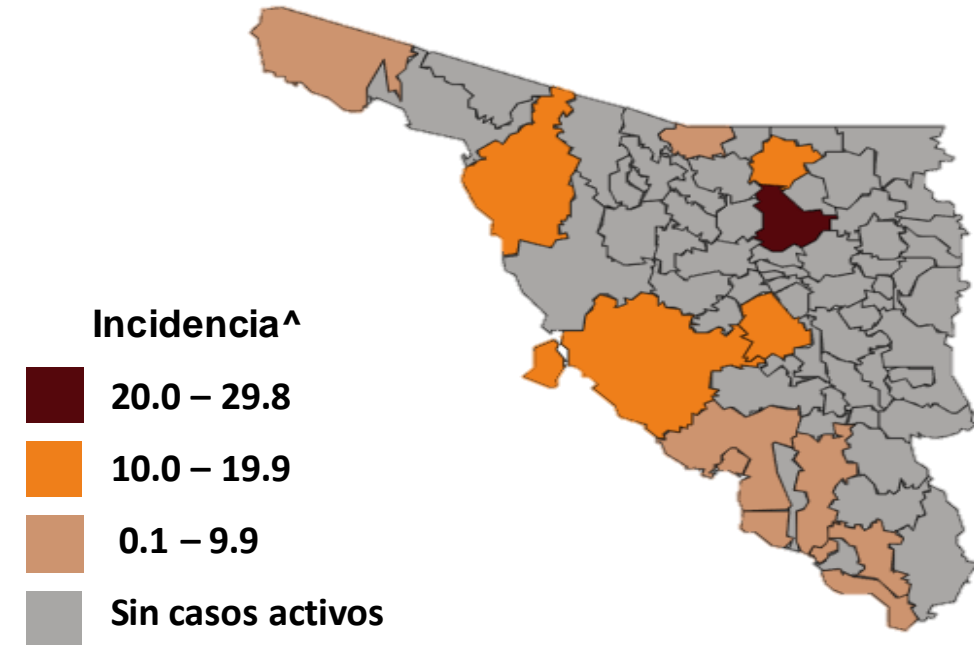 Incidencia^
20.0 – 29.8
10.0 – 19.9
0.1 – 9.9
Sin casos activos